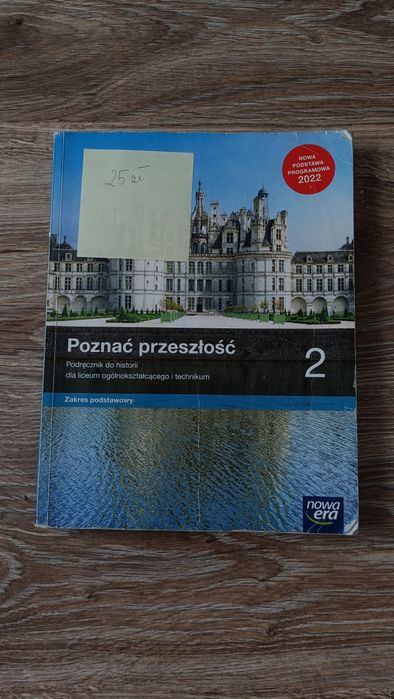 25 zł
NOWA
PODSTAWA
PROGRAMOWA
2022
Poznać przeszłość
2
Podręcznik do historii
dla liceum ogólnokształcącego i technikum
Zakres podstawowy
nowa
era